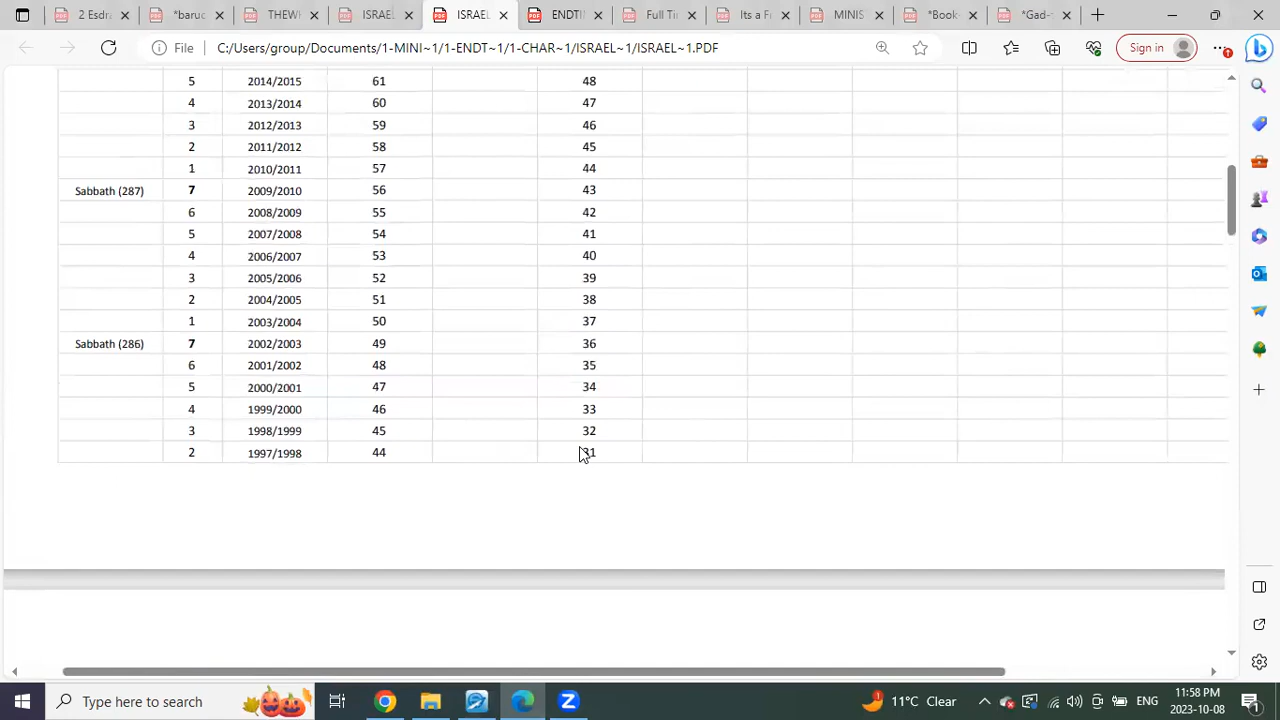 2 Esdra
*baruc
THEWH
ISRAEL
ISRAEL
ENDTI
Full Tin
Its a F
MINIS
*Book-
*Gad-
File C:/Users/group/Documents/1-MINI~1/1-ENDT~1/1-CHAR~1/ISRAEL~1/ISRAEL~1.PDF
Sign in
5 2014/2015 61 48
4 2013/2014 60 47
3 2012/2013 59 46
2 2011/2012 58 45
1 2010/2011 57 44
Sabbath (287) 7 2009/2010 56 43
6 2008/2009 55 42
5 2007/2008 54 41
4 2006/2007 53 40
3 2005/2006 52 39
2 2004/2005 51 38
1 2003/2004 50 37
Sabbath (286) 7 2002/2003 49 36
6 2001/2002 48 35
5 2000/2001 47 34
4 1999/2000 46 33
3 1998/1999 45 32
2 1997/1998 44 31
Type here to search
11°C Clear
ENG
11:58 PM
2023-10-08